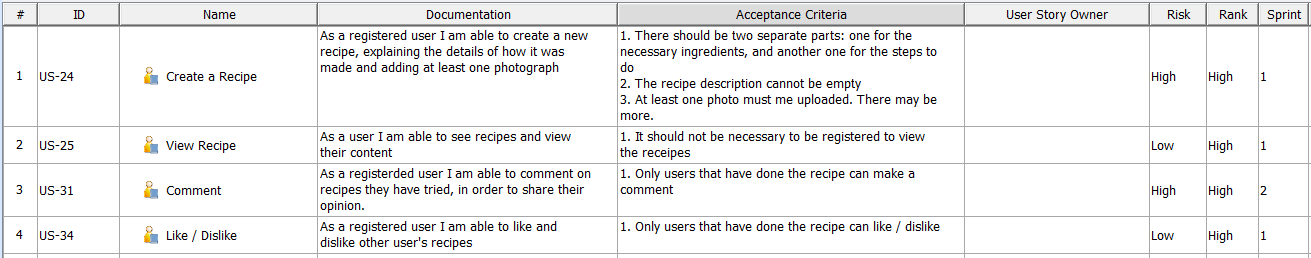 # ID Name Documentation Acceptance Criteria User Story Owner Risk Rank Sprint
1 US-24 Create a Recipe
As a registered user I am able to create a new
recipe, explaining the details of how it was
made and adding at least one photograph
1. There should be two separate parts: one for the
necessary ingredients, and another one for the steps to
do
2. The recipe description cannot be empty
3. At least one photo must me uploaded. There may be
more.
High High 1
2 US-25 View Recipe
As a user I am able to see recipes and view
their content
1. It should not be necessary to be registered to view
the receipes
Low High 1
3 US-31 Comment
As a registerded user I am able to comment on
recipes they have tried, in order to share their
opinion.
1. Only users that have done the recipe can make a
comment
High High 2
4 US-34 Like / Dislike
As a registered user I am able to like and
dislike other user's recipes
1. Only users that have done the recipe can like / dislike
Low High 1